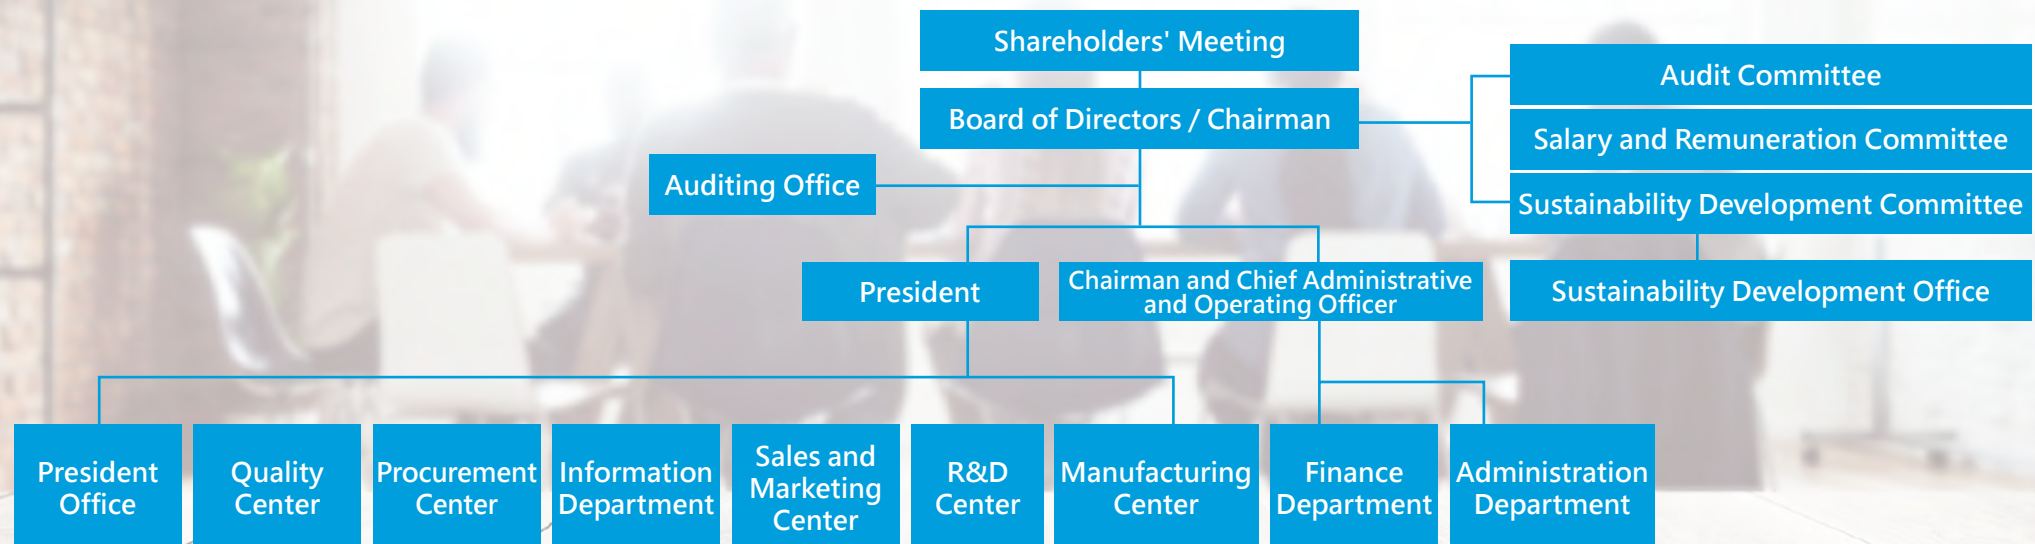 Shareholders' Meeting
Board of Directors / Chairman
Audit Committee
Salary and Remuneration Committee
Sustainability Development Committee
Sustainability Development Office
Auditing Office
President
Chairman and Chief Administrative
and Operating Officer
President
Office
Quality
Center
Procurement
Center
Information
Department
Sales and
Marketing
Center
R&D
Center
Manufacturing
Center
Finance
Department
Administration
Department